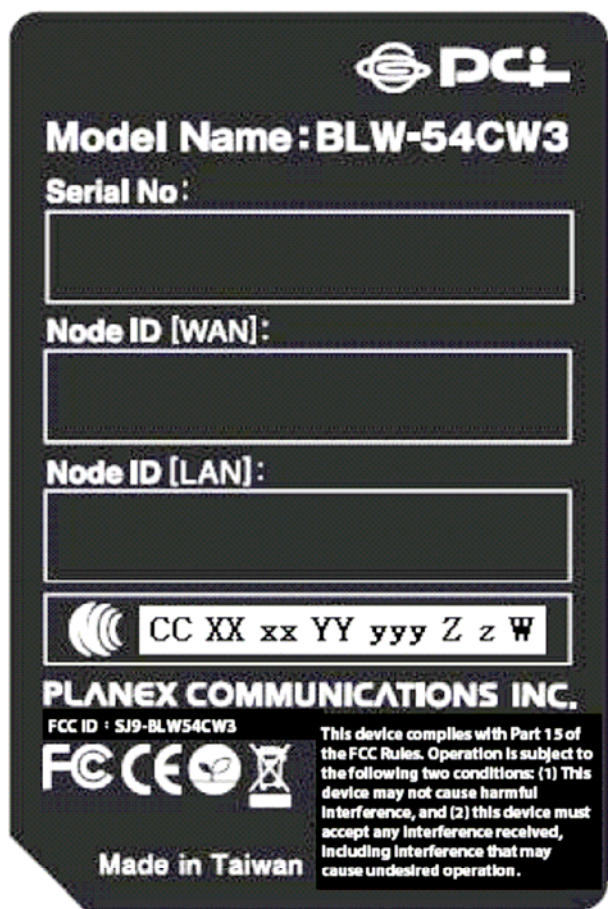 PCi
Model Name:BLW-54CW3
Serial No:
Node ID [WAN]:
Node ID [LAN]:
CC XX xx YY yyy Z z W
PLANEX COMMUNICATIONS INC.
FCC ID : SJ9-BLW54CW3
FC CE
This device complies with Part 15 of
the FCC Rules. Operation is subject to
the following two conditions: (1) This
device may not cause harmful
interference, and (2) this device must
accept any interference received,
including interference that may
cause undesired operation.
Made in Taiwan